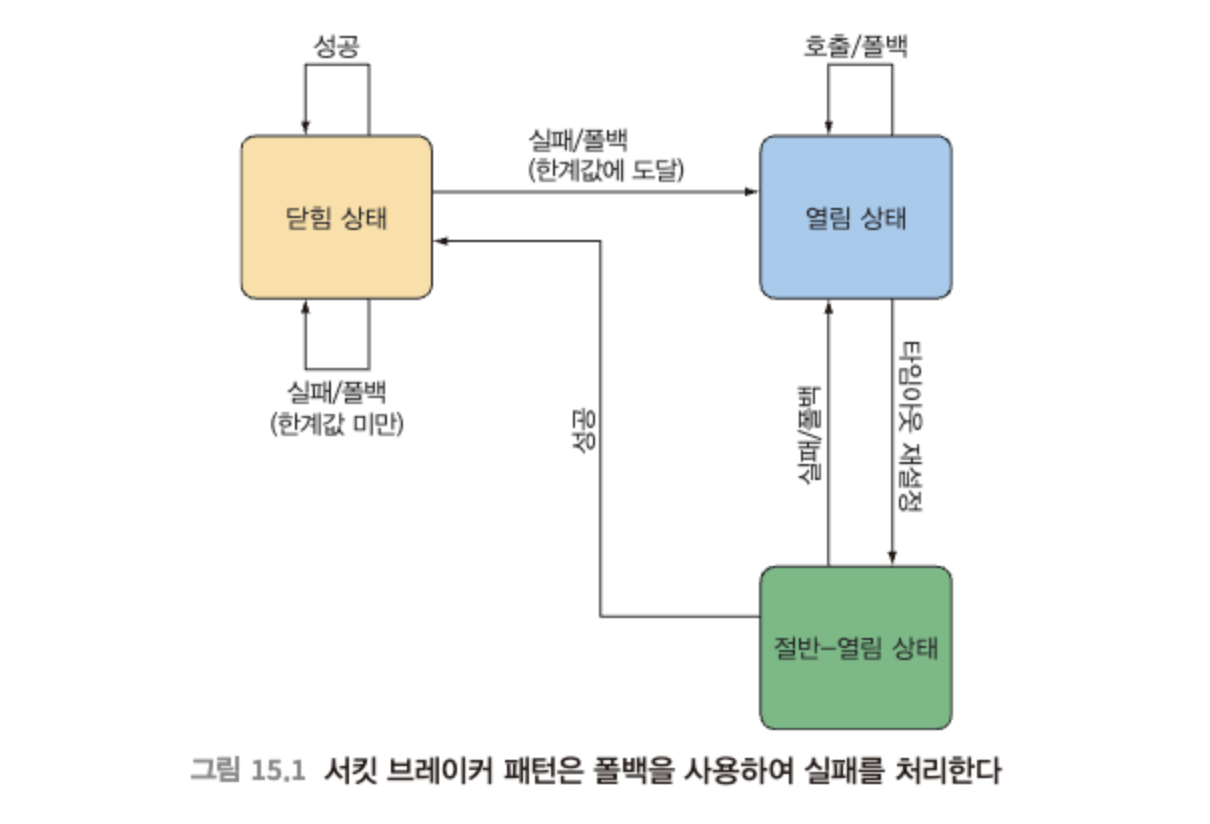 성공
호출/폴백
실패/폴백
(한계값에 도달)
닫힘 상태
열림 상태
실패/폴백
(한계값 미만)
성공
실패/폴백
타임아웃 재설정
절반-열림 상태
그림 15.1 서킷 브레이커 패턴은 폴백을 사용하여 실패를 처리한다